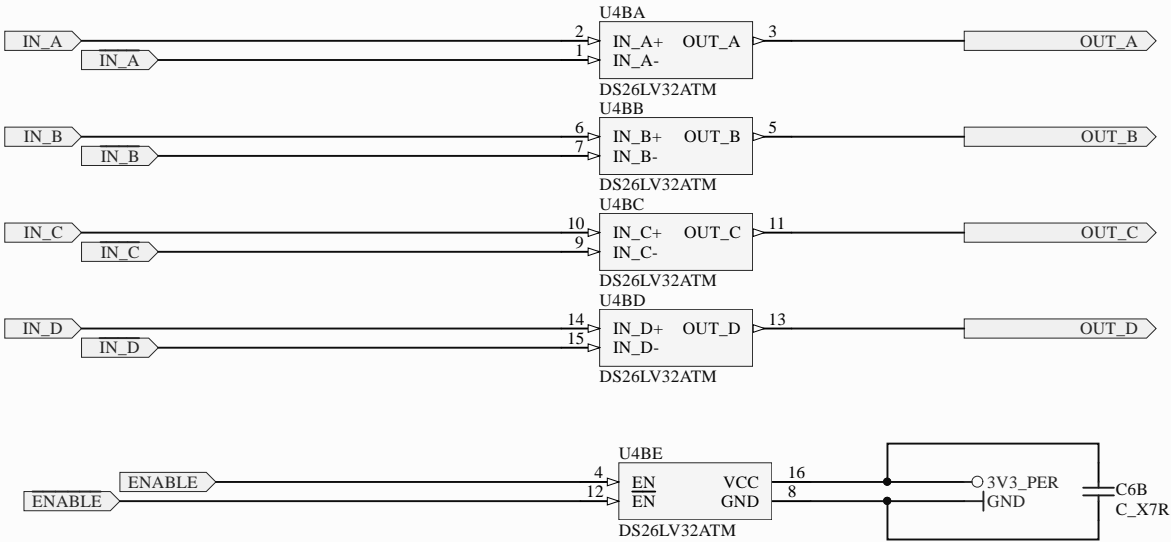 U4BA
IN_A 2 IN_A+ OUT_A 3 OUT_A
IN_A 1 IN_A-
DS26LV32ATM
U4BB
IN_B 6 IN_B+ OUT_B 5 OUT_B
IN_B 7 IN_B-
DS26LV32ATM
U4BC
IN_C 10 IN_C+ OUT_C 11 OUT_C
IN_C 9 IN_C-
DS26LV32ATM
U4BD
IN_D 14 IN_D+ OUT_D 13 OUT_D
IN_D 15 IN_D-
DS26LV32ATM
U4BE
ENABLE 4 EN VCC 16 3V3_PER C6B
ENABLE 12 EN GND 8 GND C_X7R
DS26LV32ATM